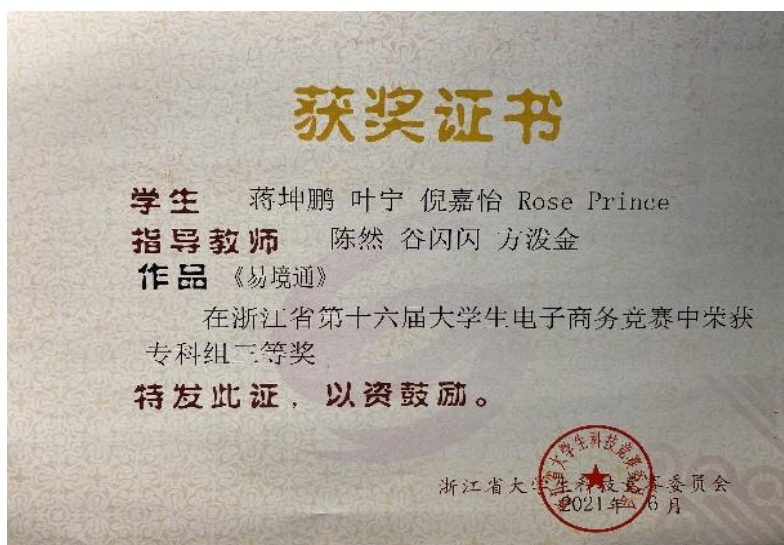 获奖证书
学生 蒋坤鹏 叶宁 倪嘉怡 Rose Prince
指导教师 陈然 谷闪闪 方泼金
作品《易境通》
在浙江省第十六届大学生电子商务竞赛中荣获
专科组三等奖
特发此证，以资鼓励。
浙江省大学生科技竞赛委员会
2021年 6月